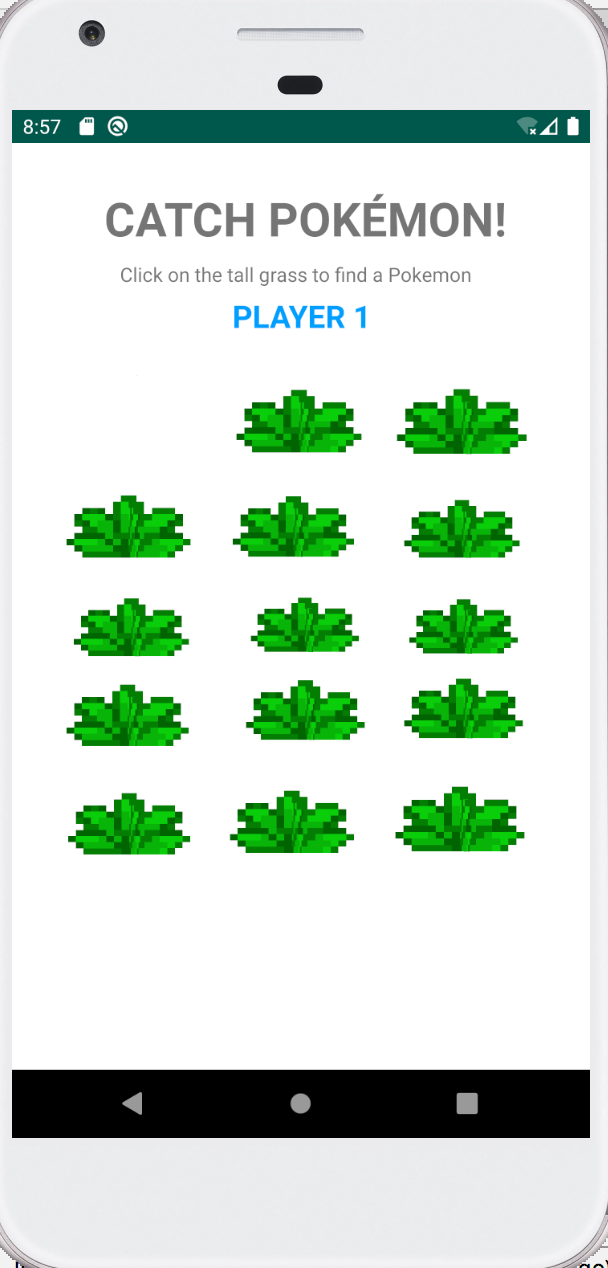 8:57
CATCH POKÉMON!
Click on the tall grass to find a Pokemon
PLAYER 1